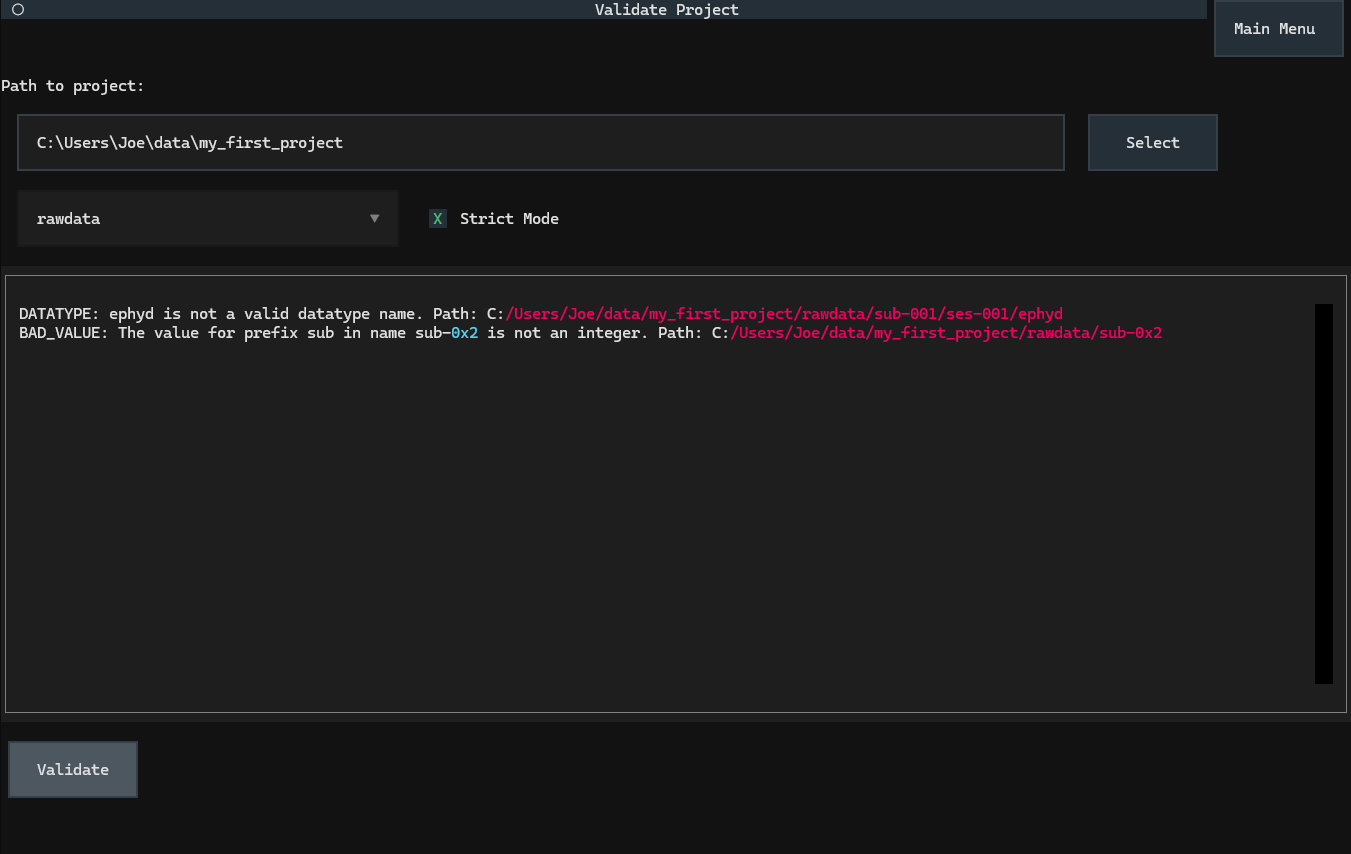 Validate Project
Main Menu
Path to project:
C:\Users\Joe\data\my_first_project
Select
rawdata
X Strict Mode
DATATYPE: ephyd is not a valid datatype name. Path: C:/Users/Joe/data/my_first_project/rawdata/sub-001/ses-001/ephyd
BAD_VALUE: The value for prefix sub in name sub-0x2 is not an integer. Path: C:/Users/Joe/data/my_first_project/rawdata/sub-0x2
Validate